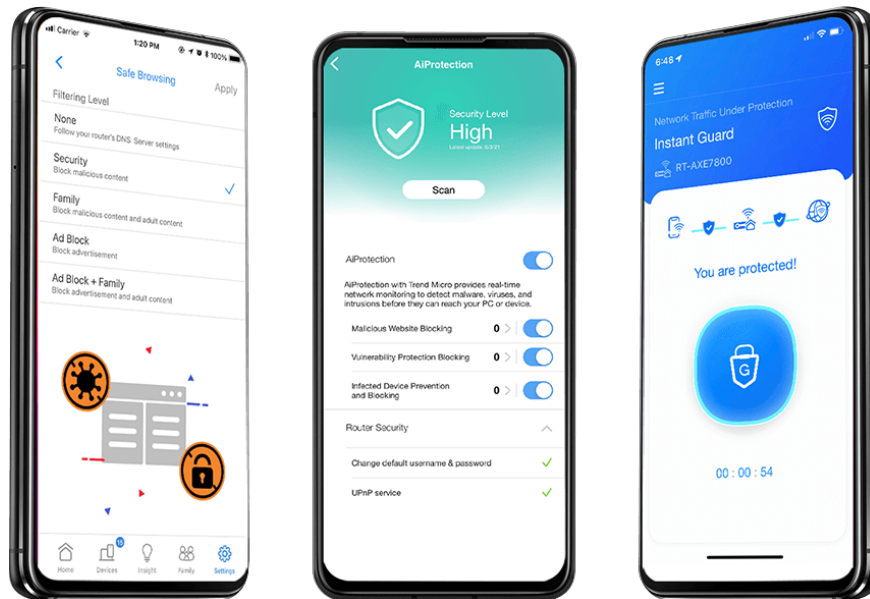 Carrier
1:20 PM
100%
Safe Browsing
Apply
Filtering Level
None
Follow your router's DNS Server settings
Security
Block malicious content
Family
Block malicious content and adult content
Ad Block
Block advertisement
Ad Block + Family
Block advertisement and adult content
15
Home
Devices
Insight
Family
Settings
AiProtection
Security Level
High
Scan
AiProtection
AiProtection with Trend Micro provides real-time
network monitoring to detect malware, viruses, and
intrusions before they can reach your PC or device.
Malicious Website Blocking 0
Vulnerability Protection Blocking 0
Infected Device Prevention
and Blocking 0
Router Security
Change default username & password
UPnP service
6:48
Network Traffic Under Protection
Instant Guard
RT-AXE7800
You are protected!
G
00 : 00 : 54